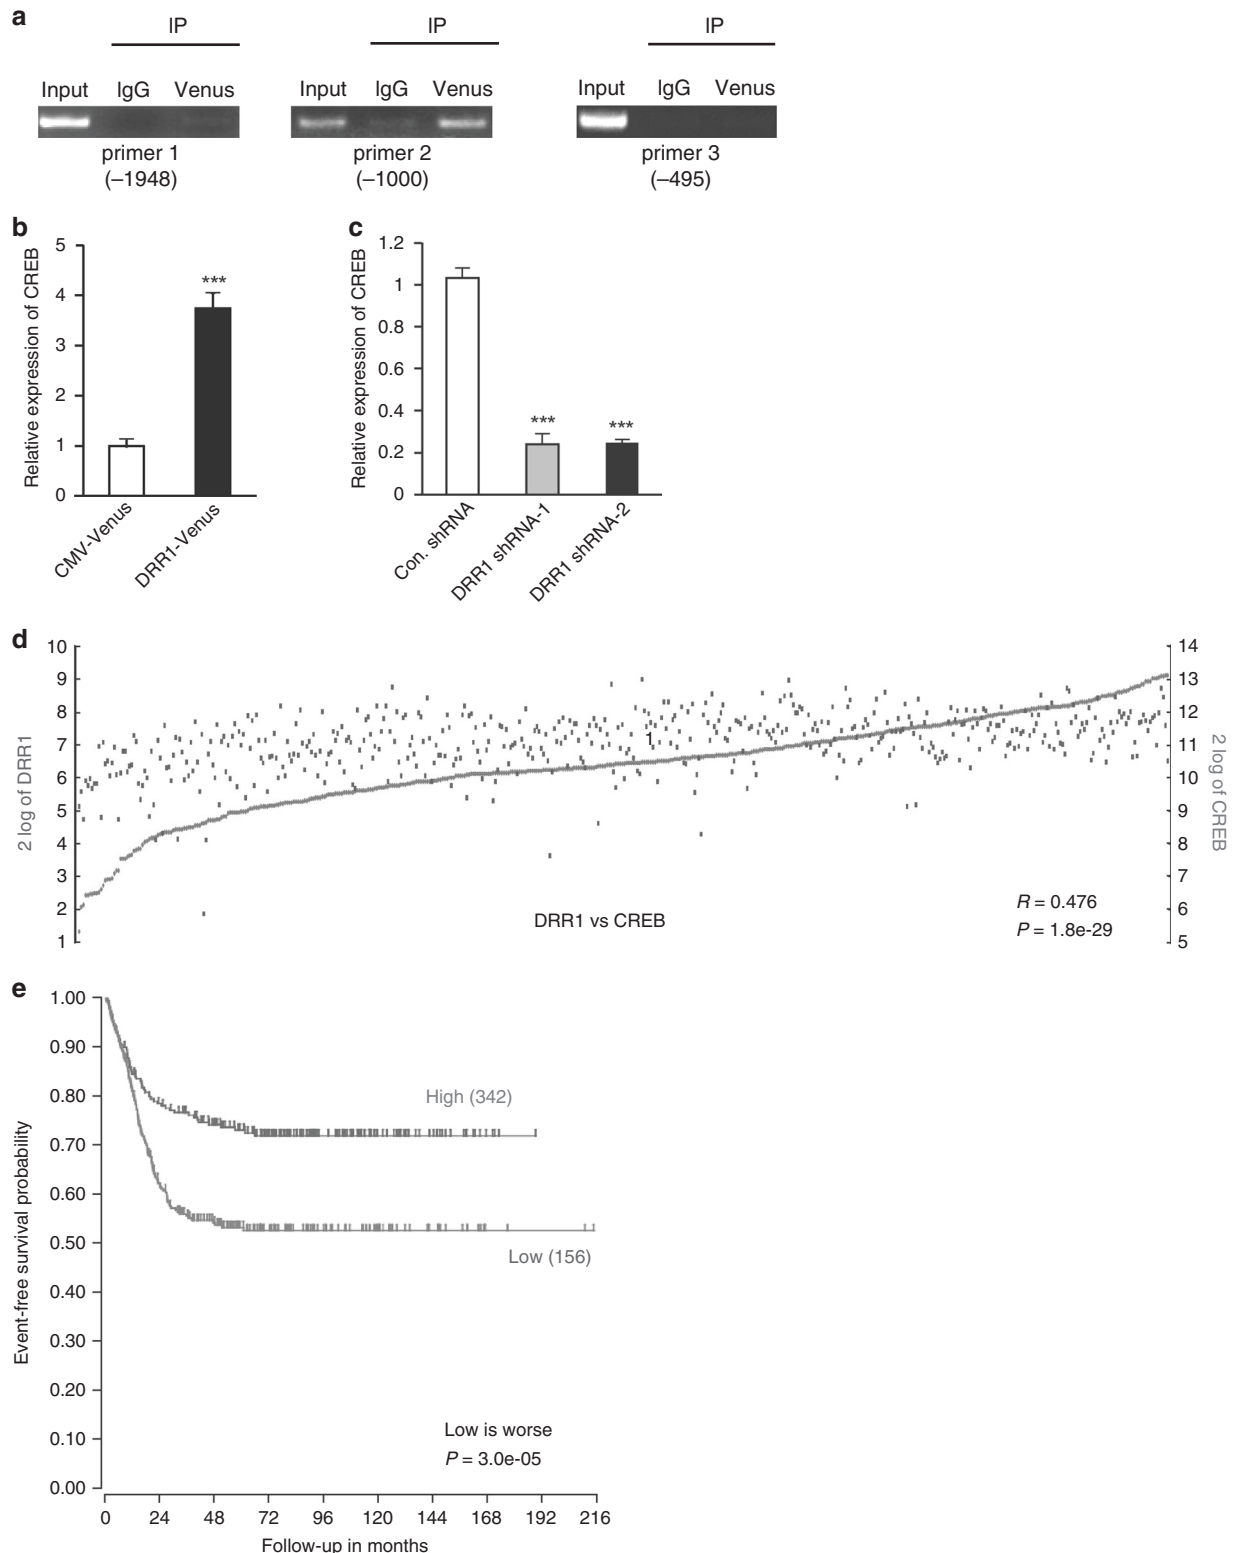 a
IP
IP
IP
Input IgG Venus
Input IgG Venus
Input IgG Venus
primer 1
(–1948)
primer 2
(–1000)
primer 3
(–495)
b
Relative expression of CREB
5
4
3
2
1
0
***
CMV-Venus
DRR1-Venus
c
Relative expression of CREB
1.2
1
0.8
0.6
0.4
0.2
0
***
***
Con. shRNA
DRR1 shRNA-1
DRR1 shRNA-2
d
2 log of DRR1
10
9
8
7
6
5
4
3
2
1
1
DRR1 vs CREB
R = 0.476
P = 1.8e-29
14
13
12
11
10
9
8
7
6
5
2 log of CREB
e
Event-free survival probability
1.00
0.90
0.80
0.70
0.60
0.50
0.40
0.30
0.20
0.10
0.00
High (342)
Low (156)
Low is worse
P = 3.0e-05
0 24 48 72 96 120 144 168 192 216
Follow-up in months